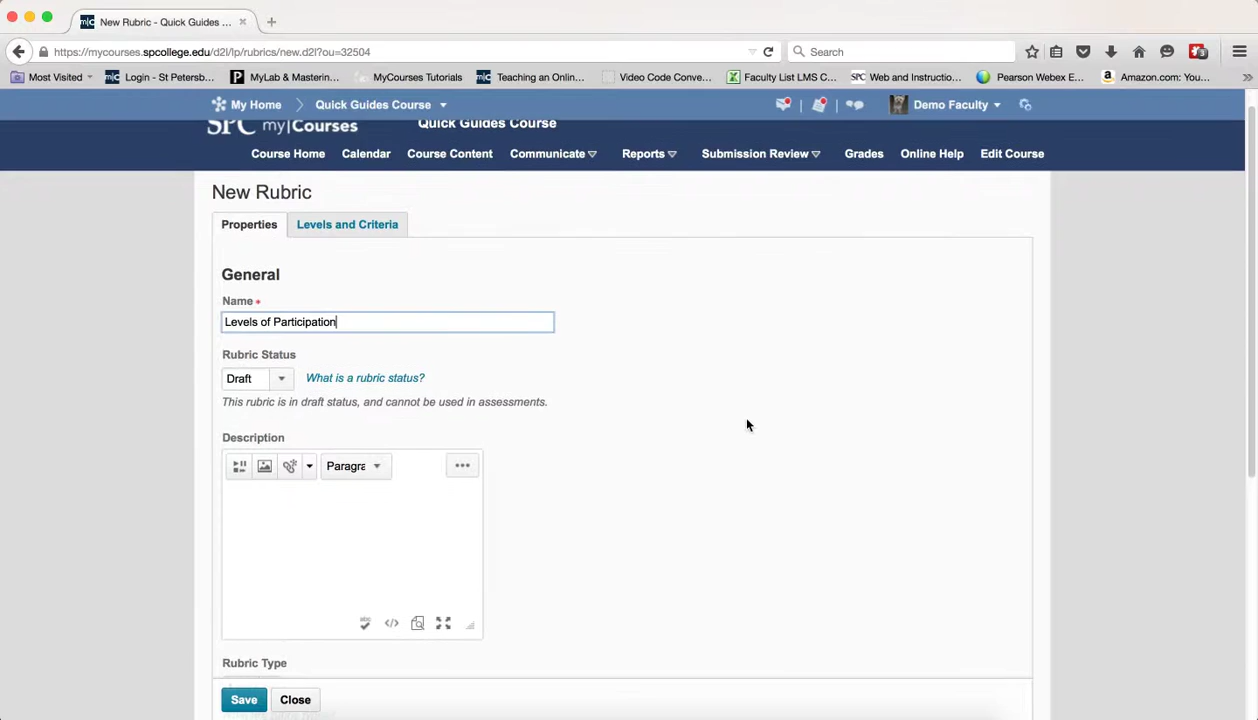 New Rubric - Quick Guides ...
https://mycourses.spcollege.edu/d2l/lp/rubrics/new.d2l?ou=32504
Search
3
Most Visited
Login - St Petersb...
MyLab & Masterin...
MyCourses Tutorials
Teaching an Onlin...
Video Code Conve...
Faculty List LMS C...
Web and Instructio...
Pearson Webex E...
Amazon.com: You...
My Home
Quick Guides Course
Demo Faculty
SPC my|Courses
Quick Guides Course
Course Home
Calendar
Course Content
Communicate
Reports
Submission Review
Grades
Online Help
Edit Course
New Rubric
Properties
Levels and Criteria
General
Name *
Levels of Participation
Rubric Status
Draft
What is a rubric status?
This rubric is in draft status, and cannot be used in assessments.
Description
Paragra
Rubric Type
Save
Close